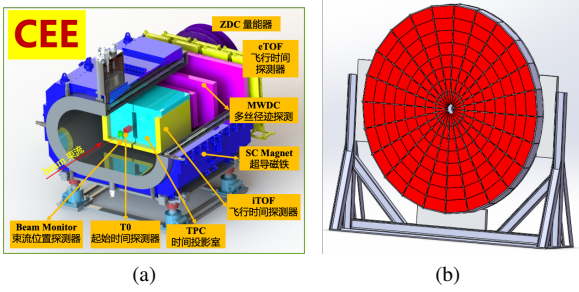 CEE
ZDC 量能器
eTOF
飞行时间
探测器
MWDC
多丝径迹探测
SC Magnet
超导磁铁
iTOF
飞行时间探测器
Beam 束流
Beam Monitor
束流位置探测器
T0
起始时间探测器
TPC
时间投影室
(a)
(b)